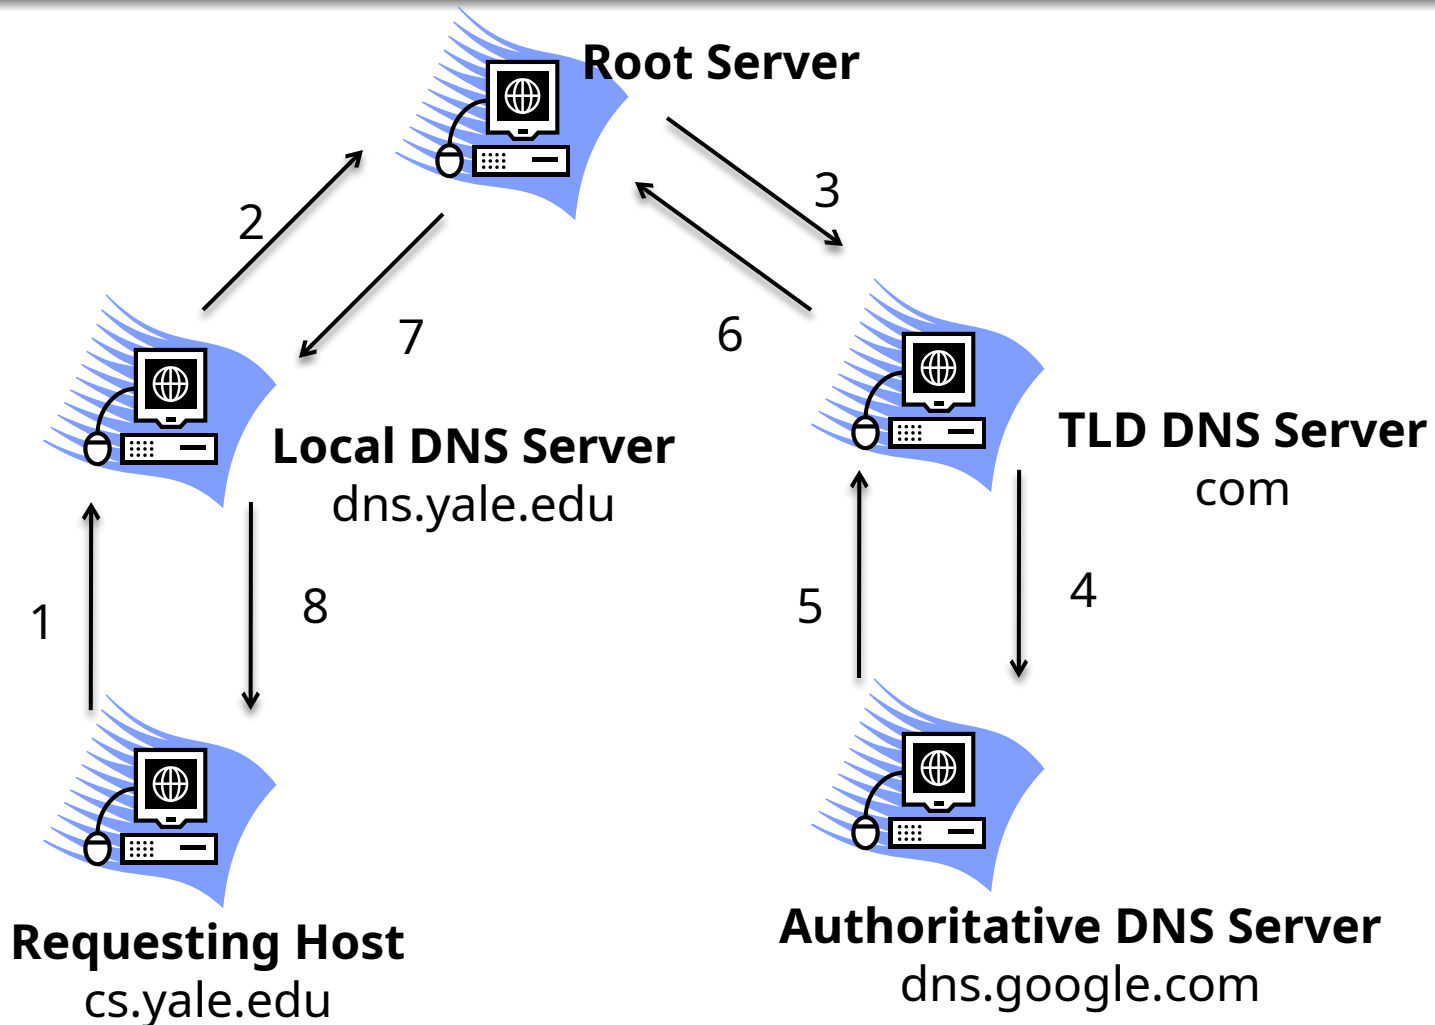 Root Server
2
3
7
6
Local DNS Server
dns.yale.edu
TLD DNS Server
com
1
8
5
4
Requesting Host
cs.yale.edu
Authoritative DNS Server
dns.google.com